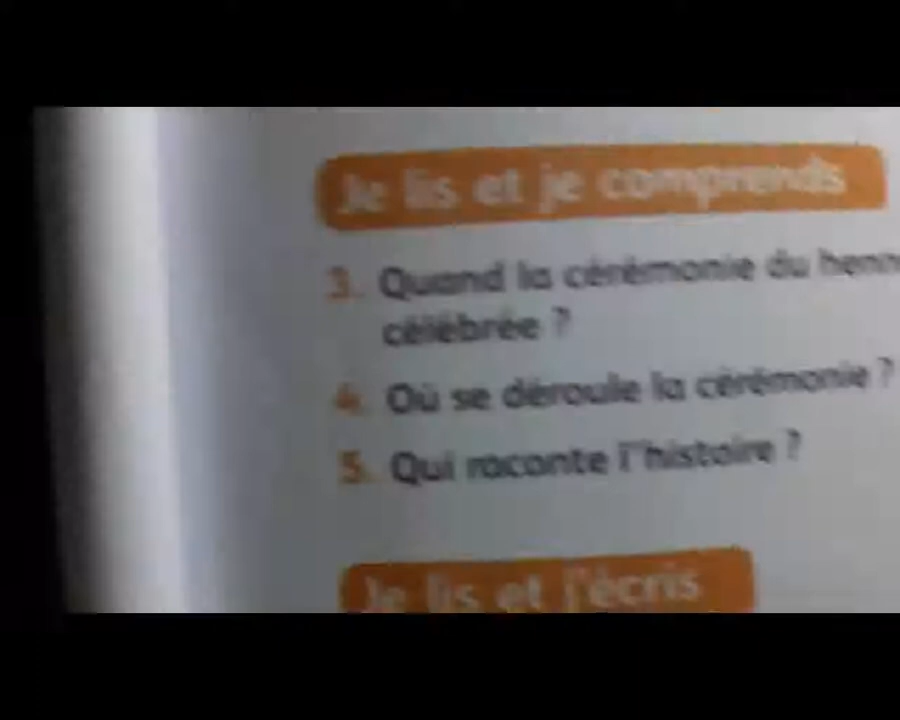 Je lis et je comprends
3. Quand la cérémonie du henn
célébrée ?
4. Où se déroule la cérémonie ?
5. Qui raconte l'histoire ?
Je lis et j'écris